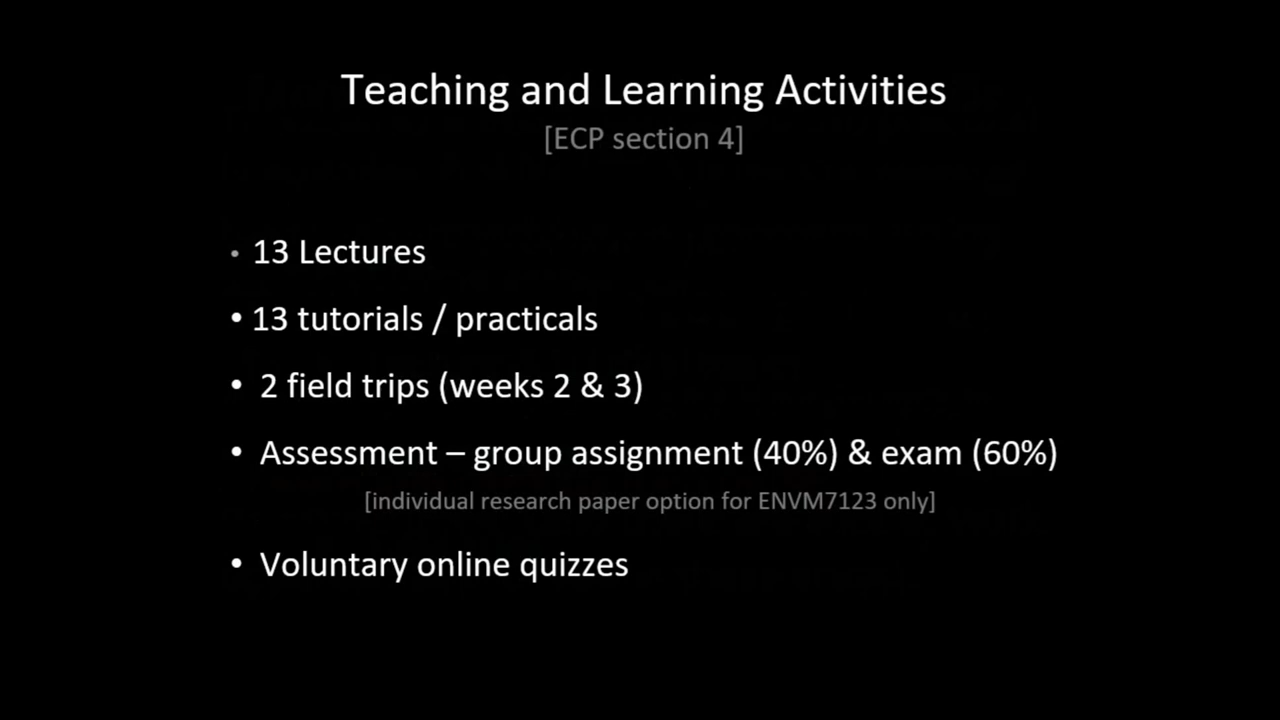 Teaching and Learning Activities
[ECP section 4]
• 13 Lectures
• 13 tutorials / practicals
• 2 field trips (weeks 2 & 3)
• Assessment – group assignment (40%) & exam (60%)
[individual research paper option for ENVM7123 only]
• Voluntary online quizzes